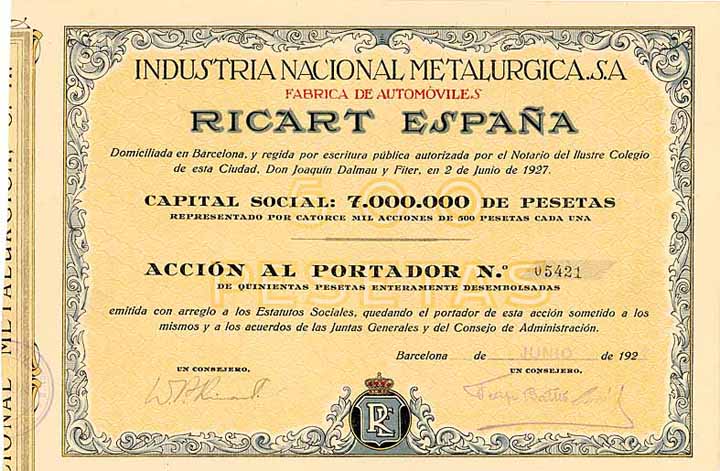 INDUSTRIA NACIONAL METALURGICA..S.A
FABRICA DE AUTOMÓVILES
RICART ESPAÑA
Domiciliada en Barcelona, y regida por escritura pública autorizada por el Notario del Ilustre Colegio
de esta Ciudad, Don Joaquín Dalmau y Fiter, en 2 de Junio de 1927.
500
CAPITAL SOCIAL: 7.000.000 DE PESETAS
REPRESENTADO POR CATORCE MIL ACCIONES DE 500 PESETAS CADA UNA
ACCIÓN AL PORTADOR N.º 05421
PESETAS
DE QUINIENTAS PESETAS ENTERAMENTE DESEMBOLSADAS
emitida con arreglo a los Estatutos Sociales, quedando el portador de esta acción sometido a los
mismos y a los acuerdos de las Juntas Generales y del Consejo de Administración.
Barcelona de JUNIO de 192
UN CONSEJERO. UN CONSEJERO.
RE